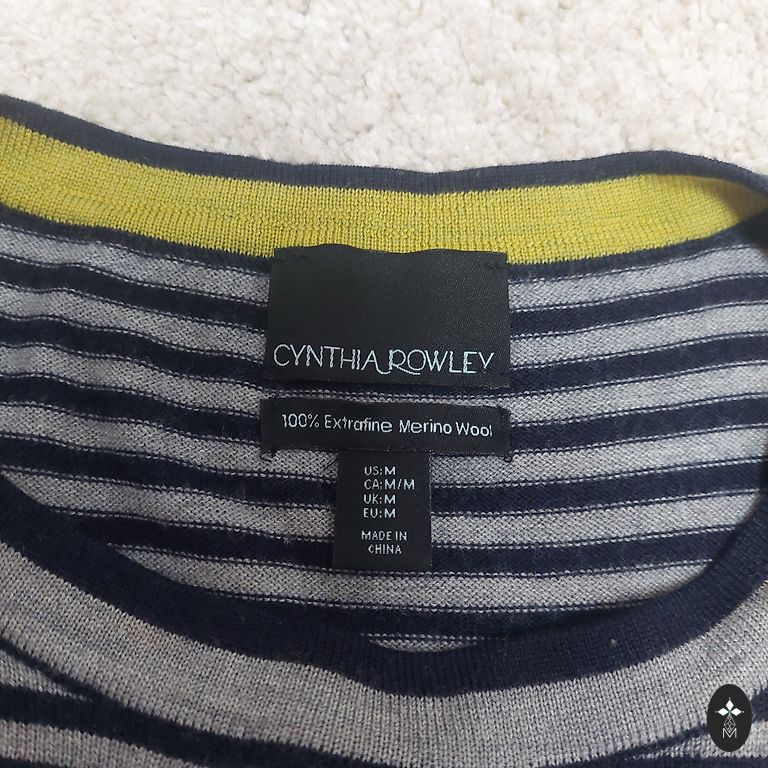 CYNTHIA ROWLEY
100% Extrafine Merino Wool
US:M
CA:M/M
UK:M
EU:M
MADE IN
CHINA
M